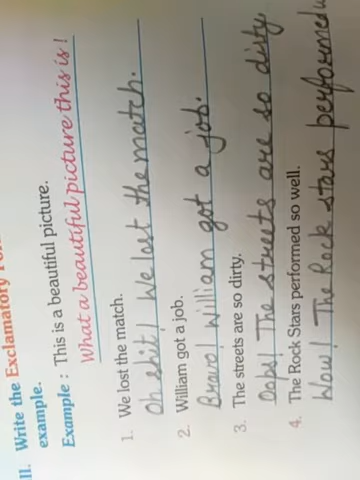 II. Write the Exclamatory
example.
Example : This is a beautiful picture.
What a beautiful picture this is!
1. We lost the match.
Oh shit! We lost the match.
2. William got a job.
Bravo! William got a job.
3. The streets are so dirty.
Oops! The streets are so dirty
4. The Rock Stars performed so well.
Wow! The Rock stars performed